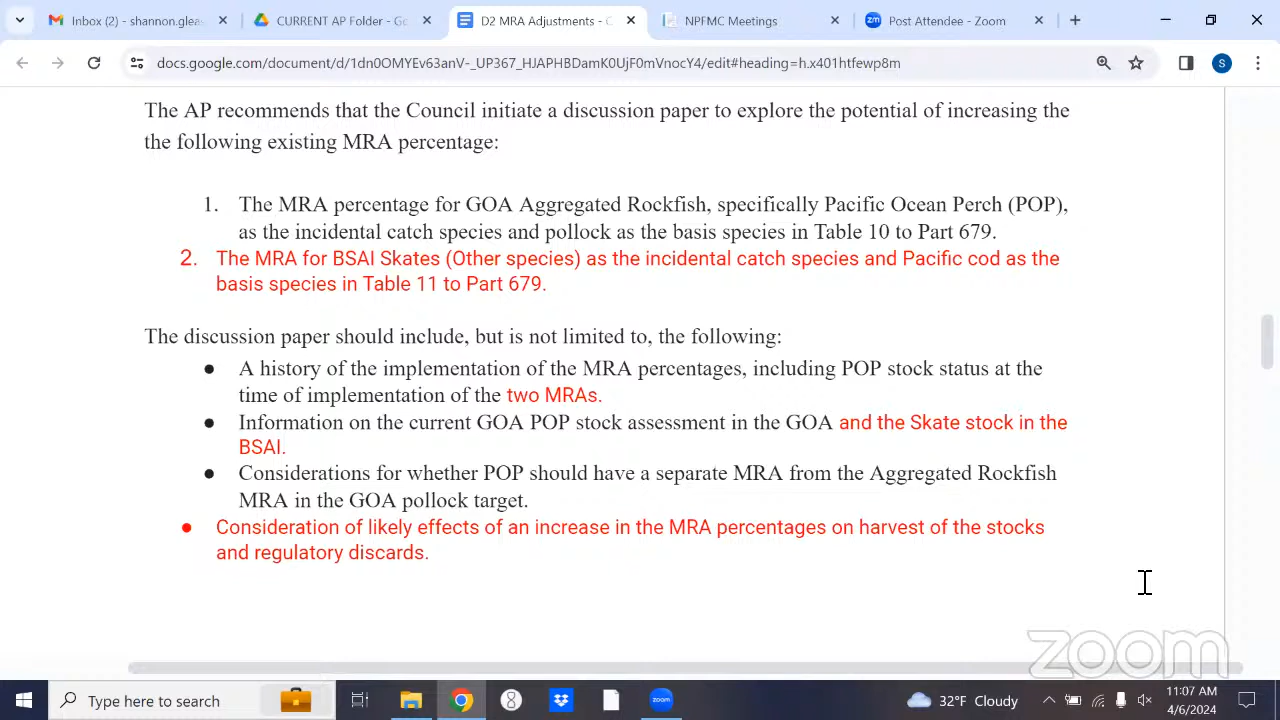 Inbox (2) - shannon.glea
CURRENT AP Folder - Go
D2 MRA Adjustments - G
NPFMC Meetings
Post Attendee - Zoom
docs.google.com/document/d/1dn0OMYEv63anV-_UP367_HJAPHBDamK0UjF0mVnocY4/edit#heading=h.x401htfewp8m
S
The AP recommends that the Council initiate a discussion paper to explore the potential of increasing the
the following existing MRA percentage:
1. The MRA percentage for GOA Aggregated Rockfish, specifically Pacific Ocean Perch (POP),
as the incidental catch species and pollock as the basis species in Table 10 to Part 679.
2. The MRA for BSAI Skates (Other species) as the incidental catch species and Pacific cod as the
basis species in Table 11 to Part 679.
The discussion paper should include, but is not limited to, the following:
● A history of the implementation of the MRA percentages, including POP stock status at the
time of implementation of the two MRAs.
● Information on the current GOA POP stock assessment in the GOA and the Skate stock in the
BSAI.
● Considerations for whether POP should have a separate MRA from the Aggregated Rockfish
MRA in the GOA pollock target.
● Consideration of likely effects of an increase in the MRA percentages on harvest of the stocks
and regulatory discards.
zoom
Type here to search
zoom
32°F Cloudy
11:07 AM
4/6/2024